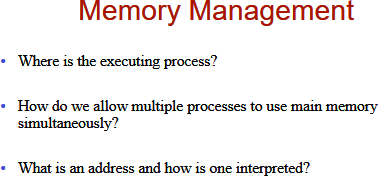 Memory Management
• Where is the executing process?
• How do we allow multiple processes to use main memory
simultaneously?
• What is an address and how is one interpreted?